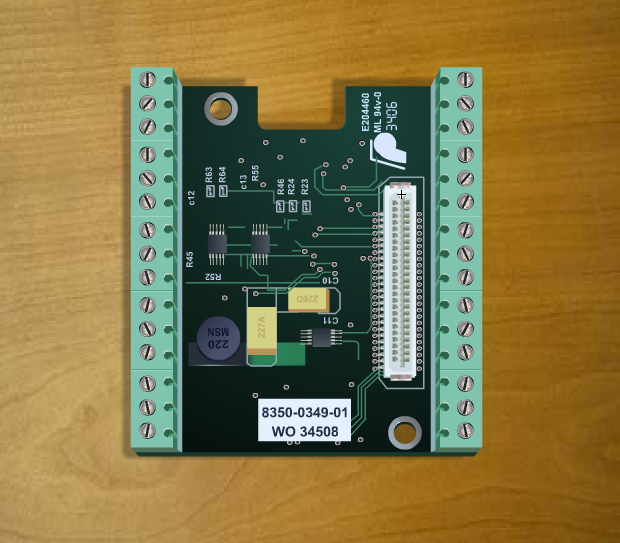 E204460
ML 94v-0
3406
R63
R64
c13
R55
c12
R46
R24
R23
R45
R52
C10
226D
C11
227A
220
MSN
8350-0349-01
WO 34508